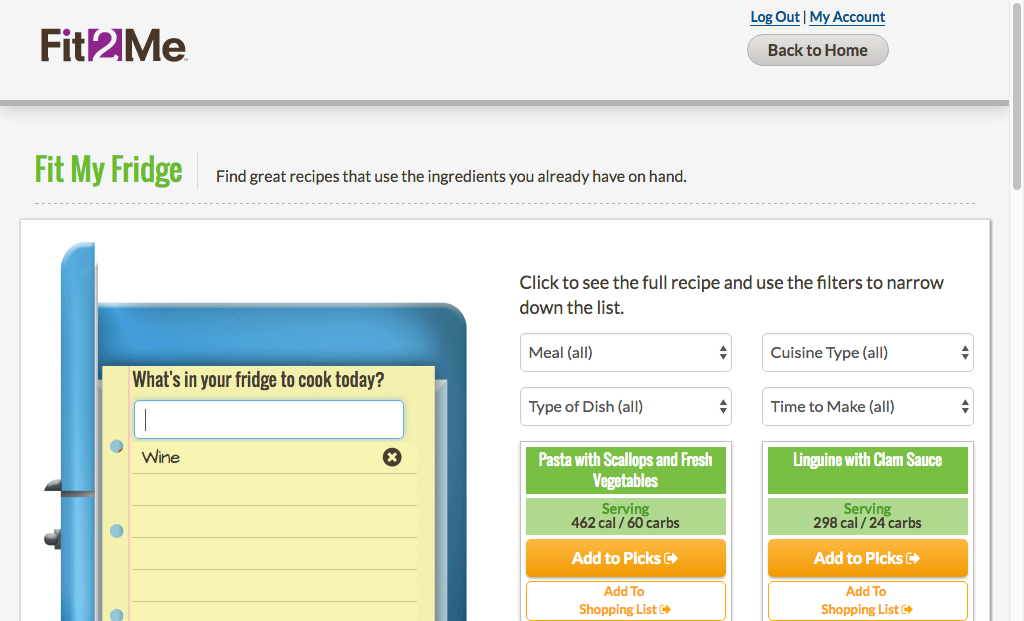 Log Out | My Account
Fit2Me
Back to Home
Fit My Fridge
Find great recipes that use the ingredients you already have on hand.
Click to see the full recipe and use the filters to narrow
down the list.
Meal (all)
Cuisine Type (all)
Type of Dish (all)
Time to Make (all)
What's in your fridge to cook today?
Wine
Pasta with Scallops and Fresh
Vegetables
Serving
462 cal / 60 carbs
Add to Picks
Add To
Shopping List
Linguine with Clam Sauce
Serving
298 cal / 24 carbs
Add to Picks
Add To
Shopping List